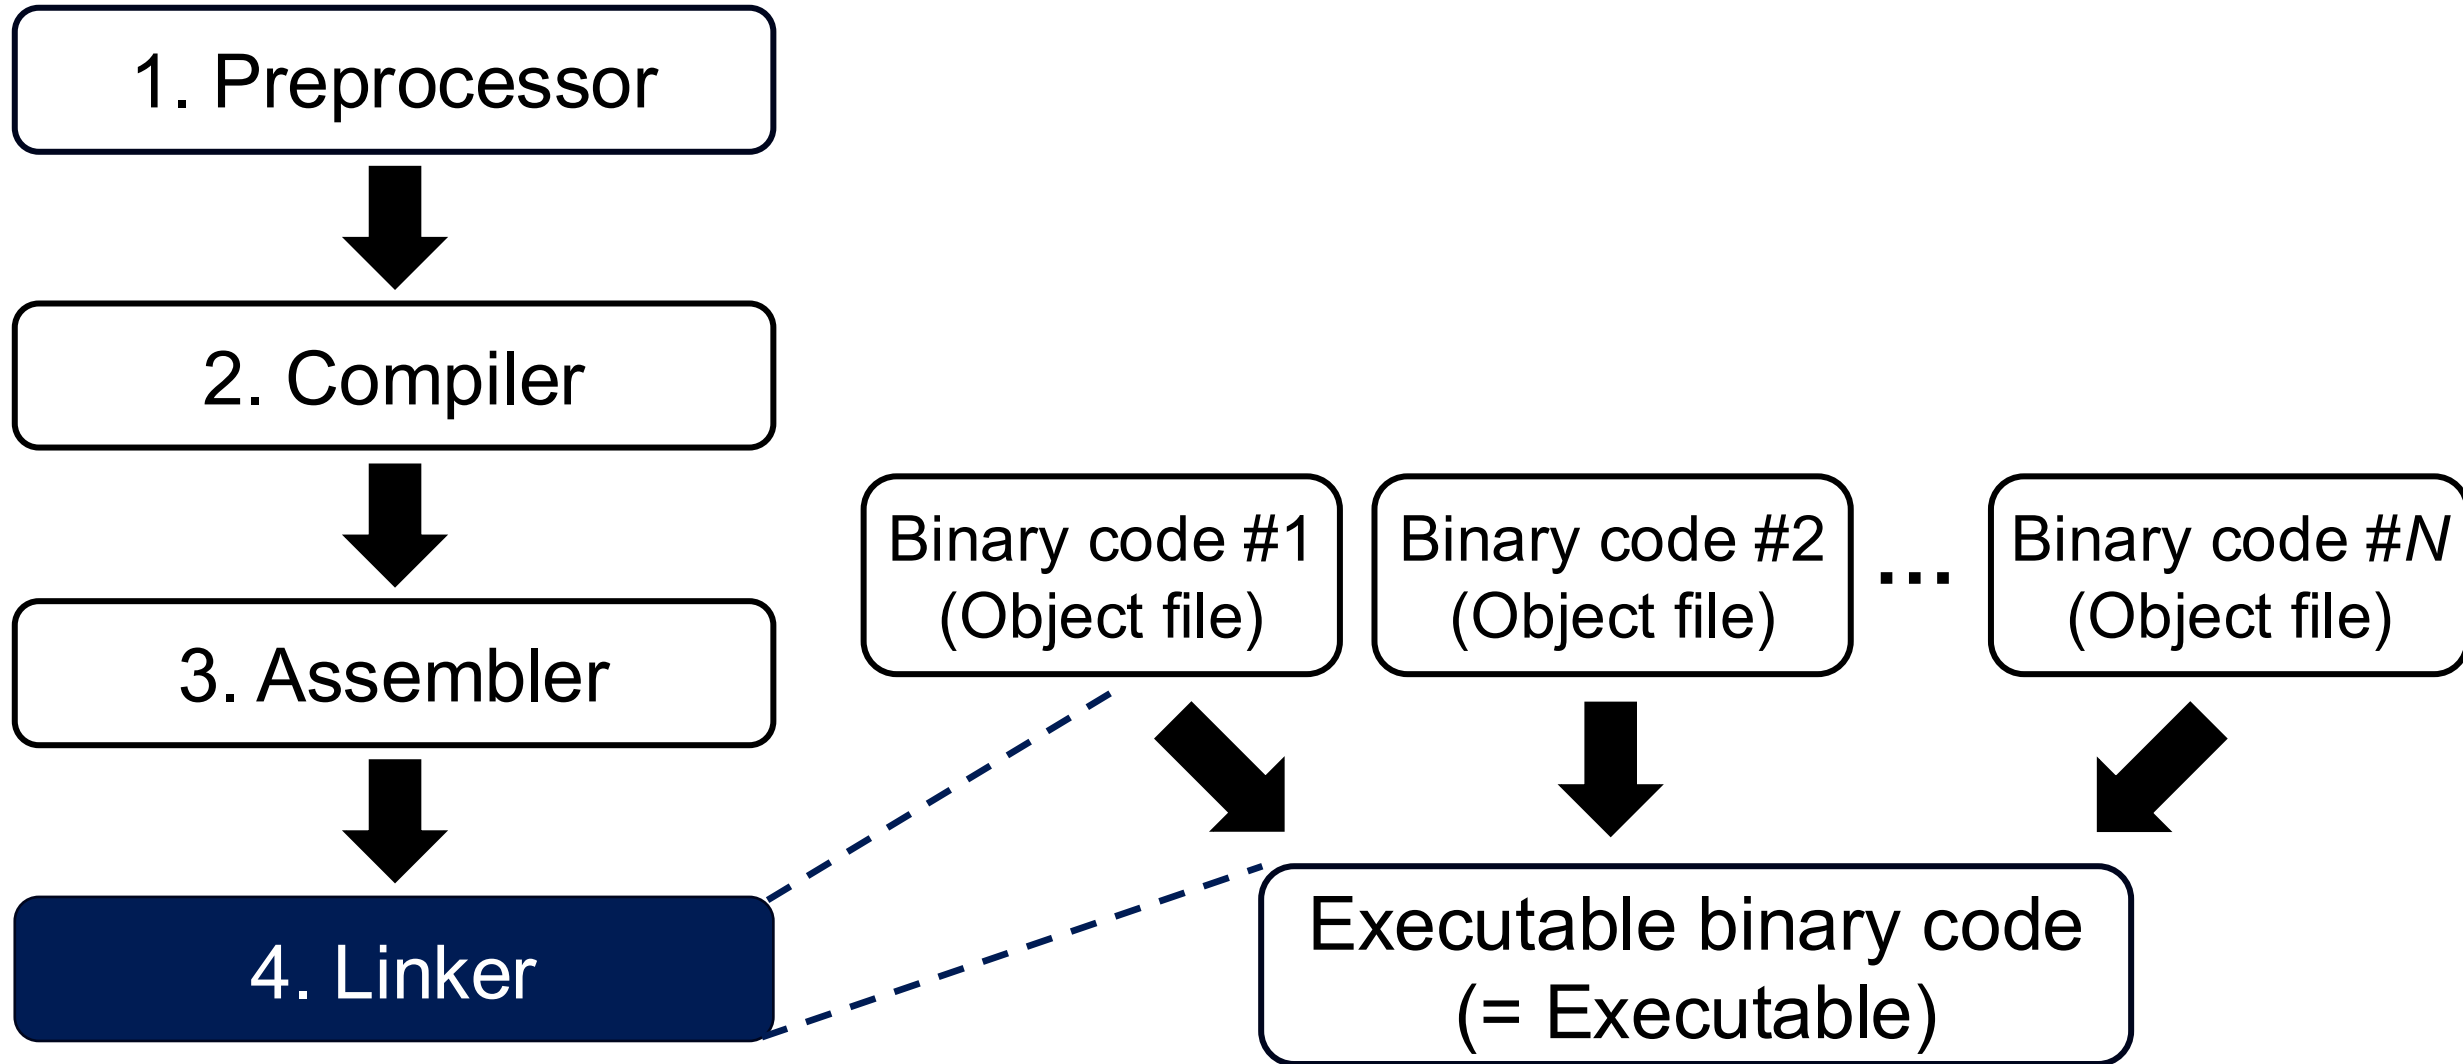 1. Preprocessor
2. Compiler
3. Assembler
4. Linker
Binary code #1
(Object file)
Binary code #2
(Object file)
...
Binary code #N
(Object file)
Executable binary code
(= Executable)